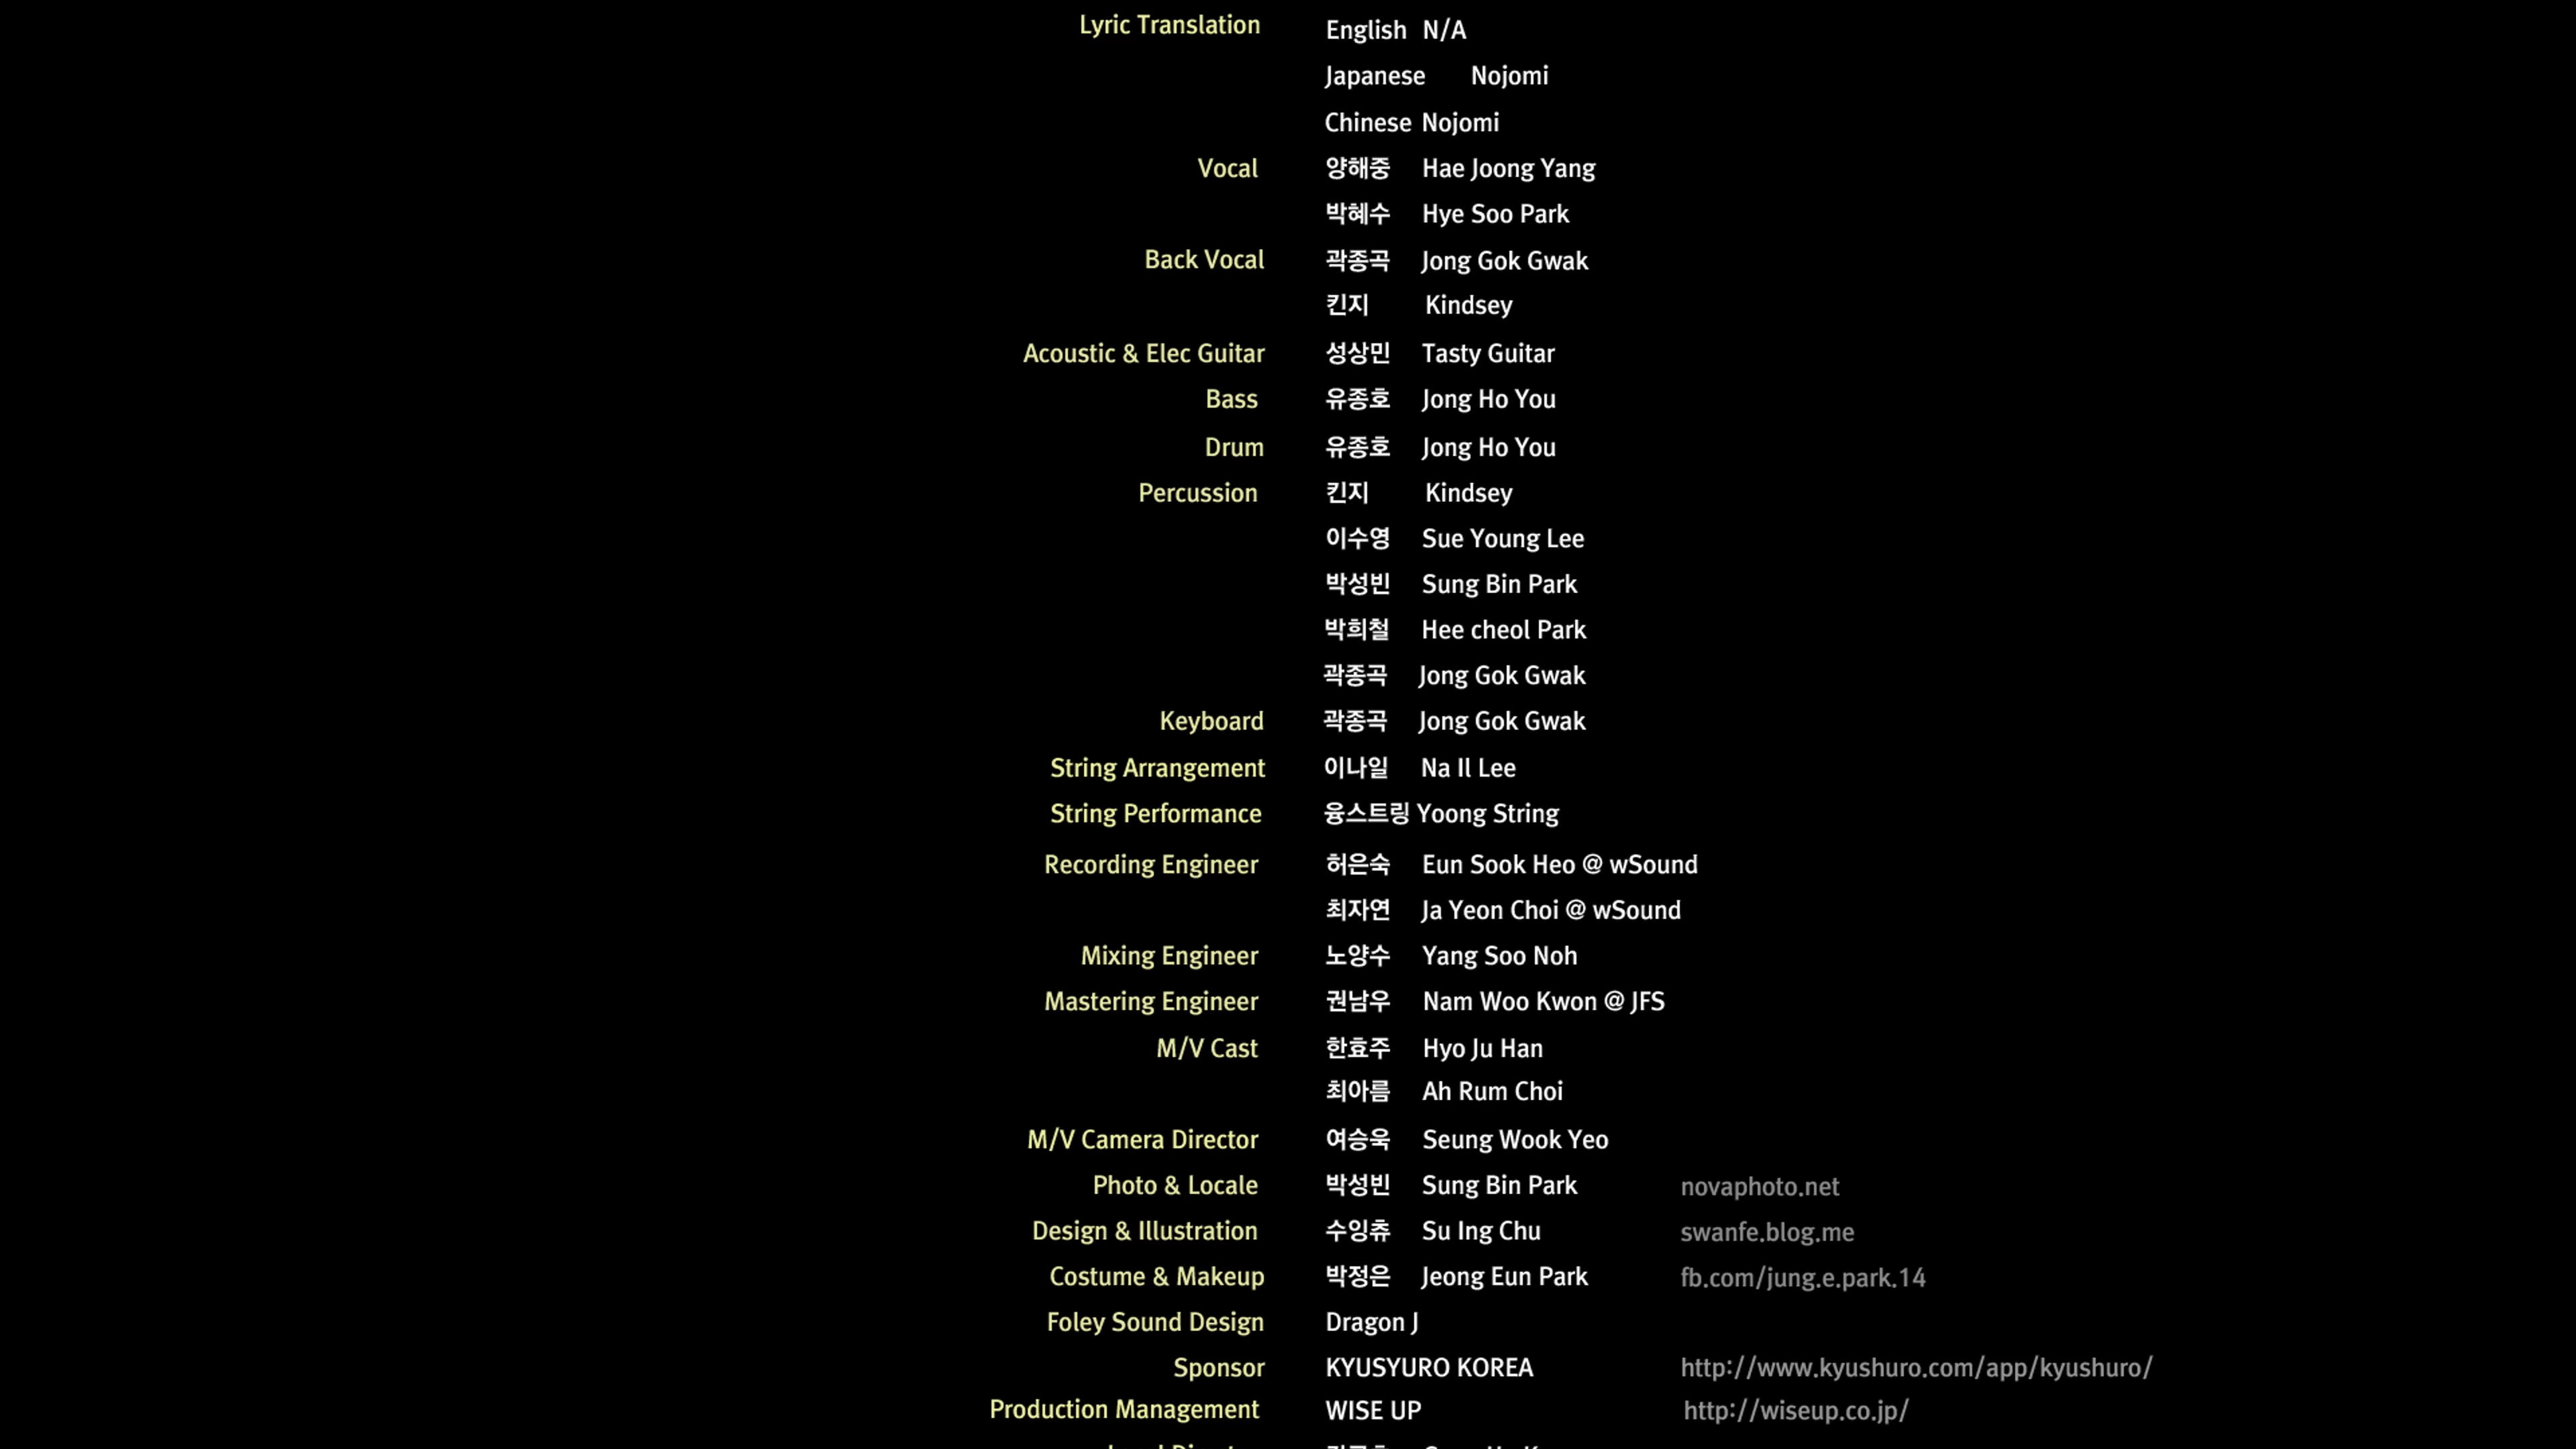 Lyric Translation English N/A
Japanese Nojomi
Chinese Nojomi
Vocal 양해중 Hae Joong Yang
박혜수 Hye Soo Park
Back Vocal 곽종곡 Jong Gok Gwak
킨지 Kindsey
Acoustic & Elec Guitar 성상민 Tasty Guitar
Bass 유종호 Jong Ho You
Drum 유종호 Jong Ho You
Percussion 킨지 Kindsey
이수영 Sue Young Lee
박성빈 Sung Bin Park
박희철 Hee cheol Park
곽종곡 Jong Gok Gwak
Keyboard 곽종곡 Jong Gok Gwak
String Arrangement 이나일 Na Il Lee
String Performance 융스트링 Yoong String
Recording Engineer 허은숙 Eun Sook Heo @ wSound
최자연 Ja Yeon Choi @ wSound
Mixing Engineer 노양수 Yang Soo Noh
Mastering Engineer 권남우 Nam Woo Kwon @ JFS
M/V Cast 한효주 Hyo Ju Han
최아름 Ah Rum Choi
M/V Camera Director 여승욱 Seung Wook Yeo
Photo & Locale 박성빈 Sung Bin Park novaphoto.net
Design & Illustration 수잉츄 Su Ing Chu swanfe.blog.me
Costume & Makeup 박정은 Jeong Eun Park fb.com/jung.e.park.14
Foley Sound Design Dragon J
Sponsor KYUSYURO KOREA http://www.kyushuro.com/app/kyushuro/
Production Management WISE UP http://wiseup.co.jp/